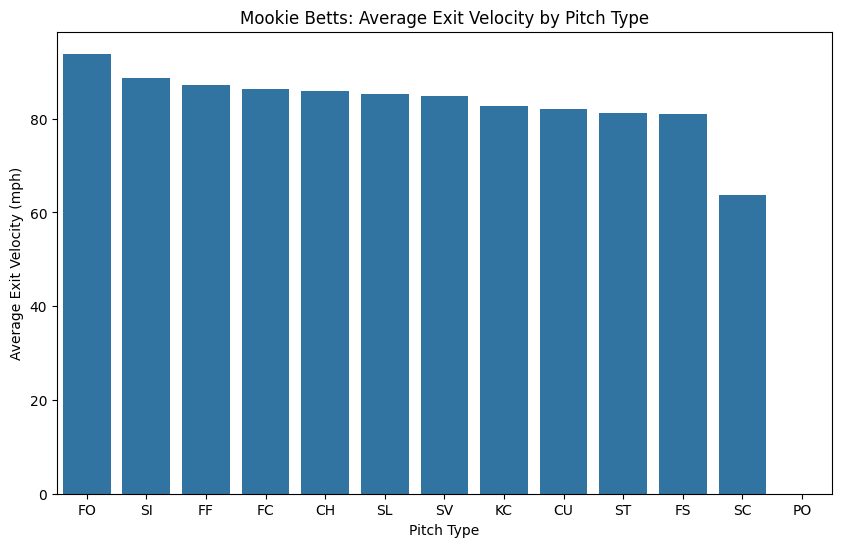 Mookie Betts: Average Exit Velocity by Pitch Type
Average Exit Velocity (mph)
80
60
40
20
0
FO SI FF FC CH SL SV KC CU ST FS SC PO
Pitch Type